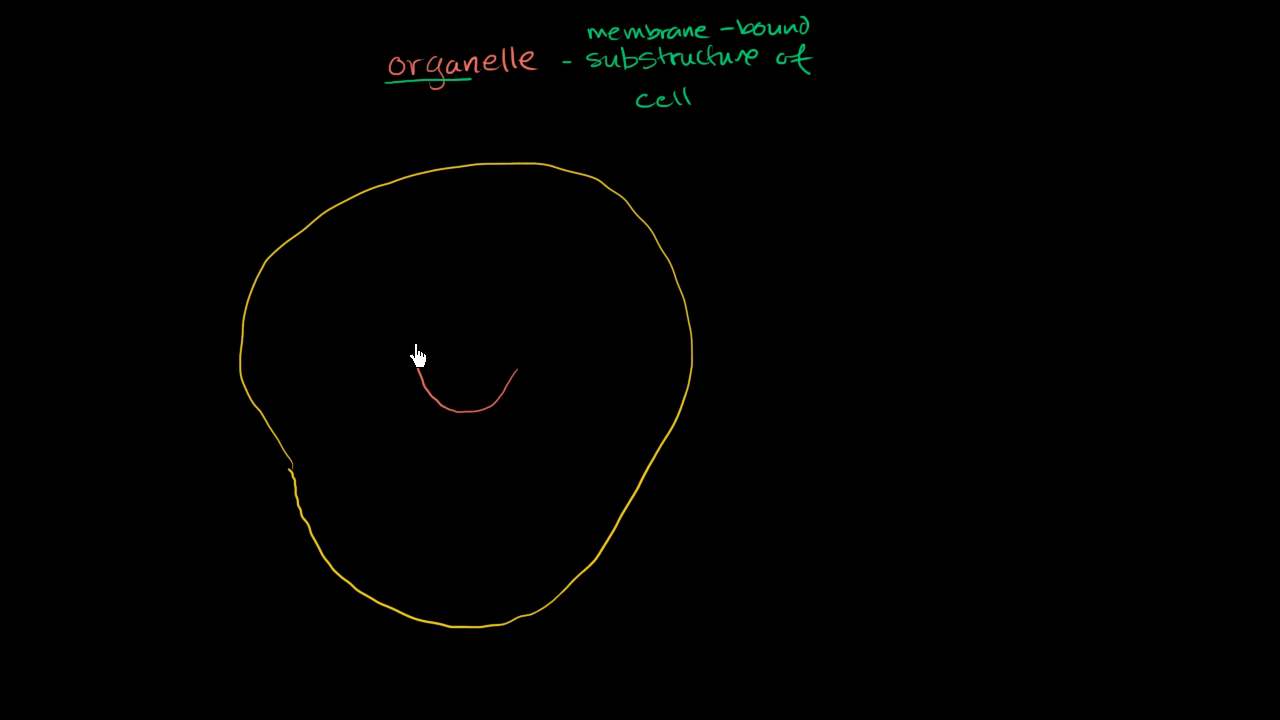 membrane-bound
organelle - substructure of
cell